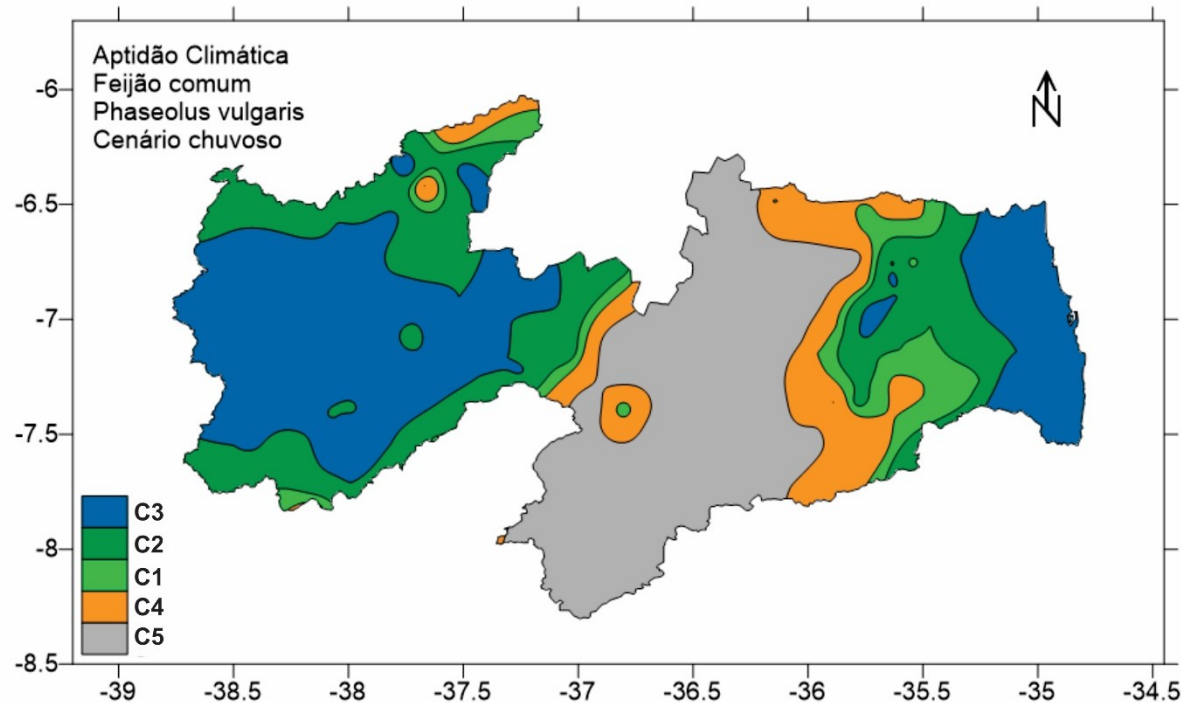 Aptidão Climática
Feijão comum
Phaseolus vulgaris
Cenário chuvoso
N
-6
-6.5
-7
-7.5
-8
-8.5
C3
C2
C1
C4
C5
-39
-38.5
-38
-37.5
-37
-36.5
-36
-35.5
-35
-34.5